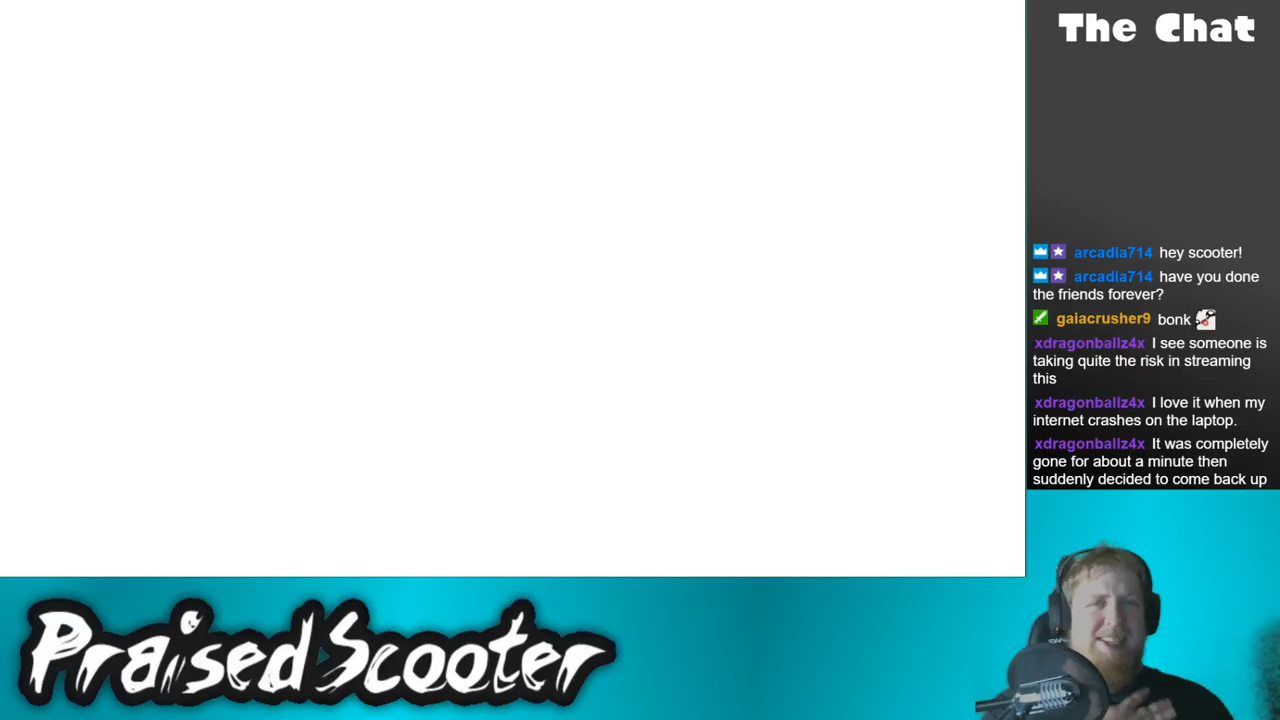 The Chat
arcadia714 hey scooter!
arcadia714 have you done
the friends forever?
gaiacrusher9 bonk
xdragonballz4x I see someone is
taking quite the risk in streaming
this
xdragonballz4x I love it when my
internet crashes on the laptop.
xdragonballz4x It was completely
gone for about a minute then
suddenly decided to come back up
PraisedScooter